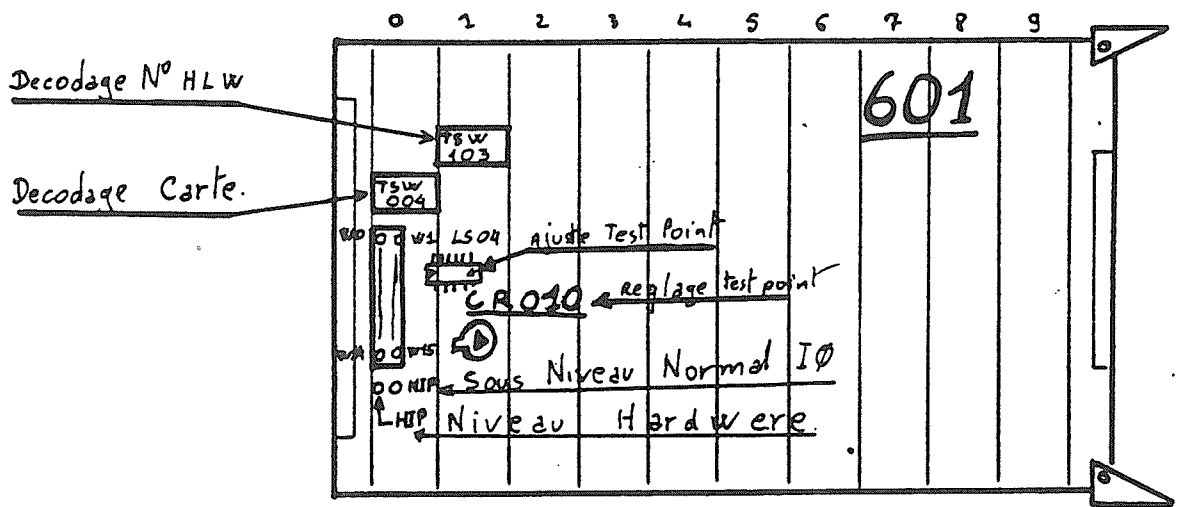 0 1 2 3 4 5 6 7 8 9
Decodage N° HLW
601
TSW
103
Decodage Carte.
TSW
004
W1 LS04 Ajuste Test Point
CR010 Reglage test point
W15
HIP Sous Niveau Normal IØ
HIP Niveau Hardwere